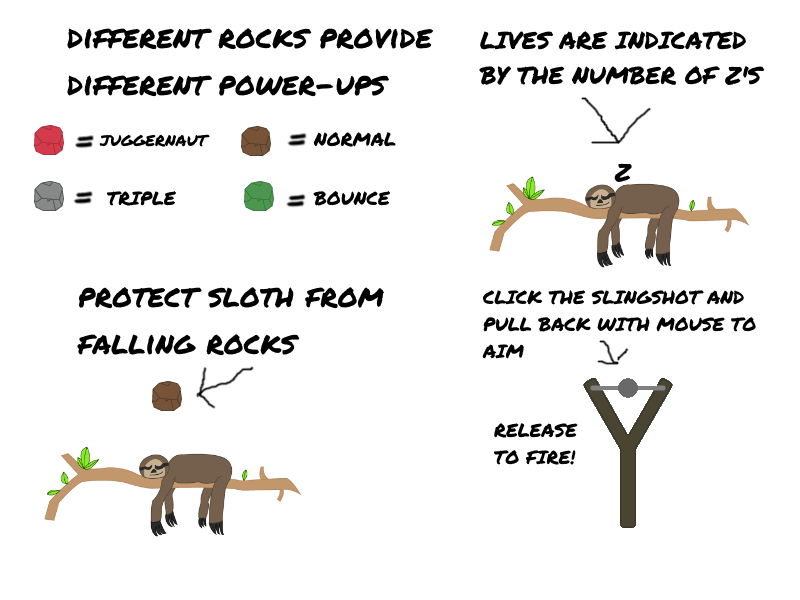 DIFFERENT ROCKS PROVIDE
DIFFERENT POWER-UPS
= JUGGERNAUT
= NORMAL
= TRIPLE
= BOUNCE
LIVES ARE INDICATED
BY THE NUMBER OF Z'S
Z
PROTECT SLOTH FROM
FALLING ROCKS
CLICK THE SLINGSHOT AND
PULL BACK WITH MOUSE TO
AIM
RELEASE
TO FIRE!